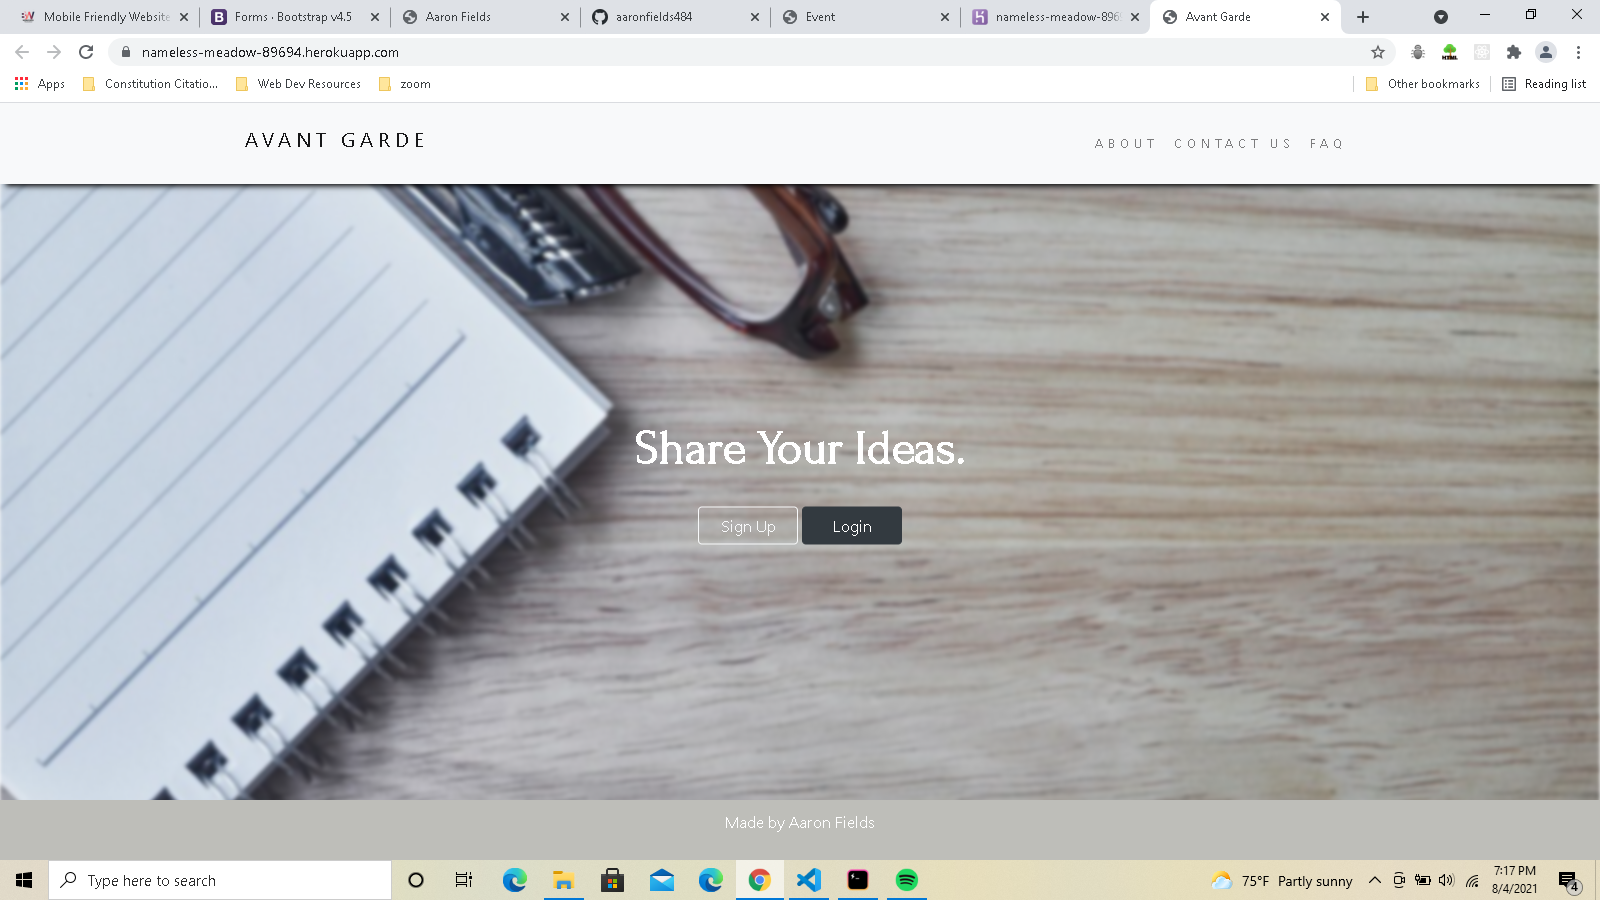 Mobile Friendly Website
Forms · Bootstrap v4.5
Aaron Fields
aaronfields484
Event
nameless-meadow-896
Avant Garde
nameless-meadow-89694.herokuapp.com
Apps
Constitution Citatio...
Web Dev Resources
zoom
Other bookmarks
Reading list
AVANT GARDE
ABOUT CONTACT US FAQ
Share Your Ideas.
Sign Up
Login
Made by Aaron Fields
Type here to search
75°F Partly sunny
7:17 PM
8/4/2021
4